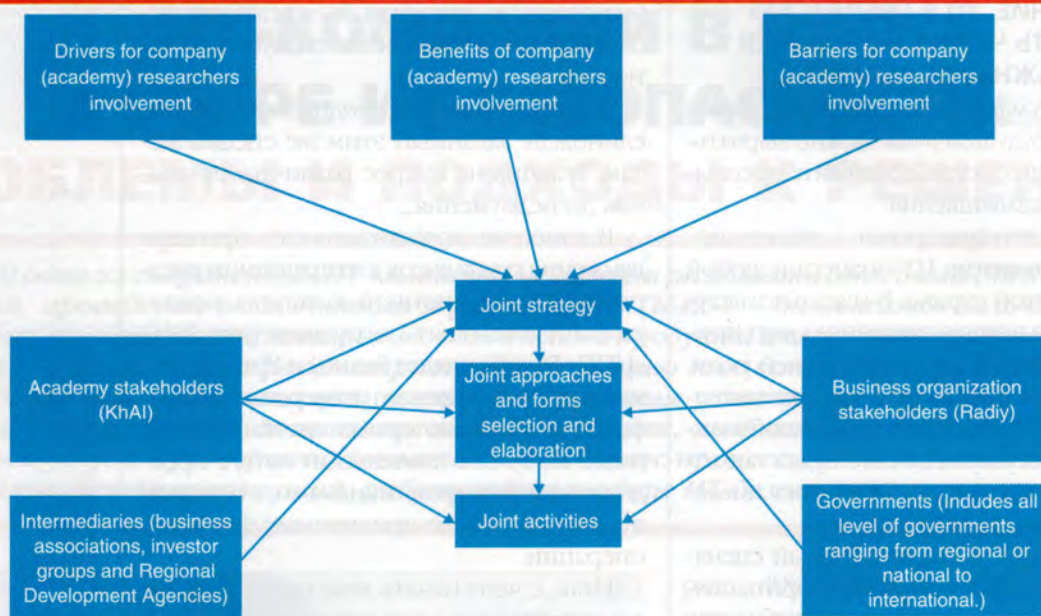 Drivers for company
(academy) researchers
involvement
Benefits of company
(academy) researchers
involvement
Barriers for company
(academy) researchers
involvement
Joint strategy
Academy stakeholders
(KhAI)
Joint approaches
and forms
selection and
elaboration
Business organization
stakeholders (Radiy)
Intermediaries (business
associations, investor
groups and Regional
Development Agencies)
Joint activities
Governments (Indudes all
level of governments
ranging from regional or
national to
international.)